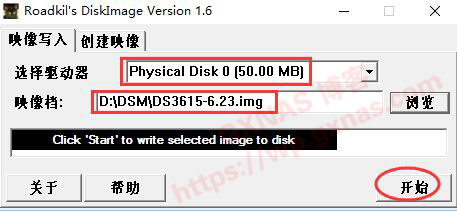 Roadkil's DiskImage Version 1.6
映像写入 创建映像
选择驱动器 Physical Disk 0 (50.00 MB)
映像档: D:\DSM\DS3615-6.23.img 浏览
Click 'Start' to write selected image to disk
关于 帮助 开始